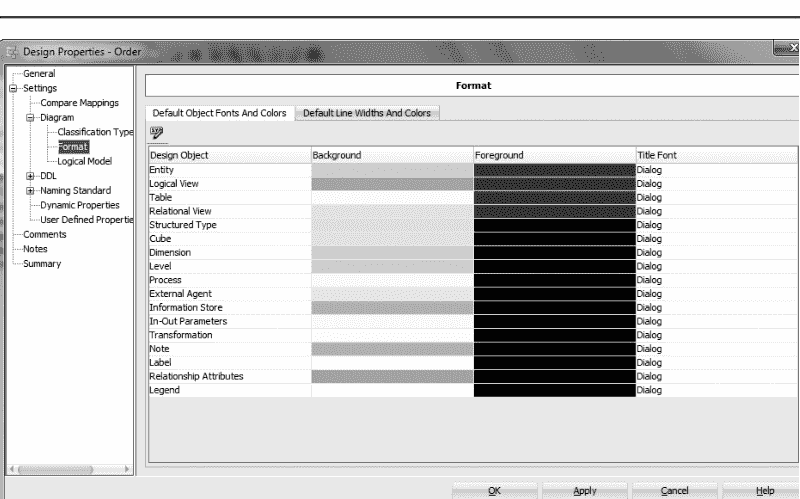 Design Properties - Order
General
Settings
Compare Mappings
Diagram
Classification Type
Format
Logical Model
DDL
Naming Standard
Dynamic Properties
User Defined Propertie
Comments
Notes
Summary
Format
Default Object Fonts And Colors Default Line Widths And Colors
Design Object Background Foreground Title Font
Entity Dialog
Logical View Dialog
Table Dialog
Relational View Dialog
Structured Type Dialog
Cube Dialog
Dimension Dialog
Level Dialog
Process Dialog
External Agent Dialog
Information Store Dialog
In-Out Parameters Dialog
Transformation Dialog
Note Dialog
Label Dialog
Relationship Attributes Dialog
Legend Dialog
OK Apply Cancel Help